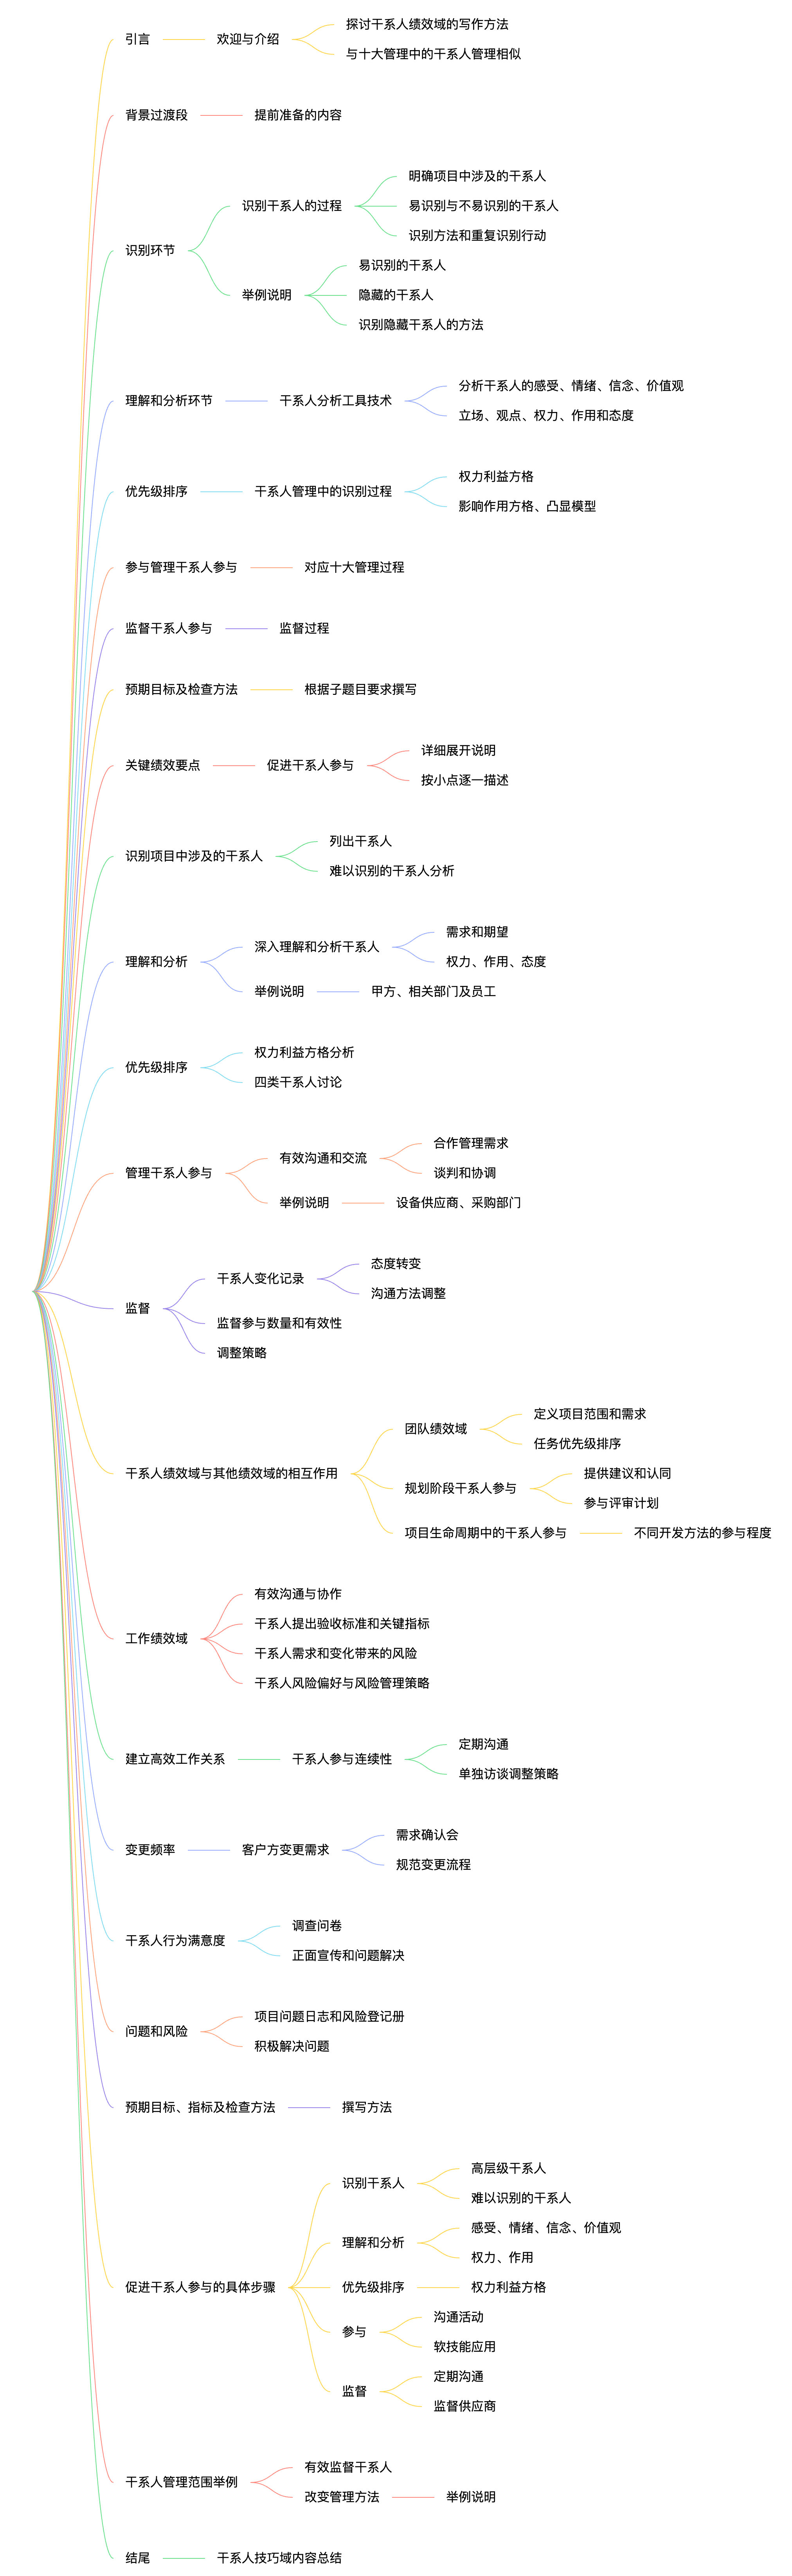 引言
欢迎与介绍
探讨干系人绩效域的写作方法
与十大管理中的干系人管理相似
背景过渡段
提前准备的内容
识别环节
识别干系人的过程
明确项目中涉及的干系人
易识别与不易识别的干系人
识别方法和重复识别行动
举例说明
易识别的干系人
隐藏的干系人
识别隐藏干系人的方法
理解和分析环节
干系人分析工具技术
分析干系人的感受、情绪、信念、价值观
立场、观点、权力、作用和态度
优先级排序
干系人管理中的识别过程
权力利益方格
影响作用方格、凸显模型
参与管理干系人参与
对应十大管理过程
监督干系人参与
监督过程
预期目标及检查方法
根据子题目要求撰写
关键绩效要点
促进干系人参与
详细展开说明
按小点逐一描述
识别项目中涉及的干系人
列出干系人
难以识别的干系人分析
理解和分析
深入理解和分析干系人
需求和期望
权力、作用、态度
举例说明
甲方、相关部门及员工
优先级排序
权力利益方格分析
四类干系人讨论
管理干系人参与
有效沟通和交流
合作管理需求
谈判和协调
举例说明
设备供应商、采购部门
监督
干系人变化记录
态度转变
沟通方法调整
监督参与数量和有效性
调整策略
干系人绩效域与其他绩效域的相互作用
团队绩效域
定义项目范围和需求
任务优先级排序
规划阶段干系人参与
提供建议和认同
参与评审计划
项目生命周期中的干系人参与
不同开发方法的参与程度
工作绩效域
有效沟通与协作
干系人提出验收标准和关键指标
干系人需求和变化带来的风险
干系人风险偏好与风险管理策略
建立高效工作关系
干系人参与连续性
定期沟通
单独访谈调整策略
变更频率
客户方变更需求
需求确认会
规范变更流程
干系人行为满意度
调查问卷
正面宣传和问题解决
问题和风险
项目问题日志和风险登记册
积极解决问题
预期目标、指标及检查方法
撰写方法
促进干系人参与的具体步骤
识别干系人
高层级干系人
难以识别的干系人
理解和分析
感受、情绪、信念、价值观
权力、作用
优先级排序
权力利益方格
参与
沟通活动
软技能应用
监督
定期沟通
监督供应商
干系人管理范围举例
有效监督干系人
改变管理方法
举例说明
结尾
干系人技巧域内容总结